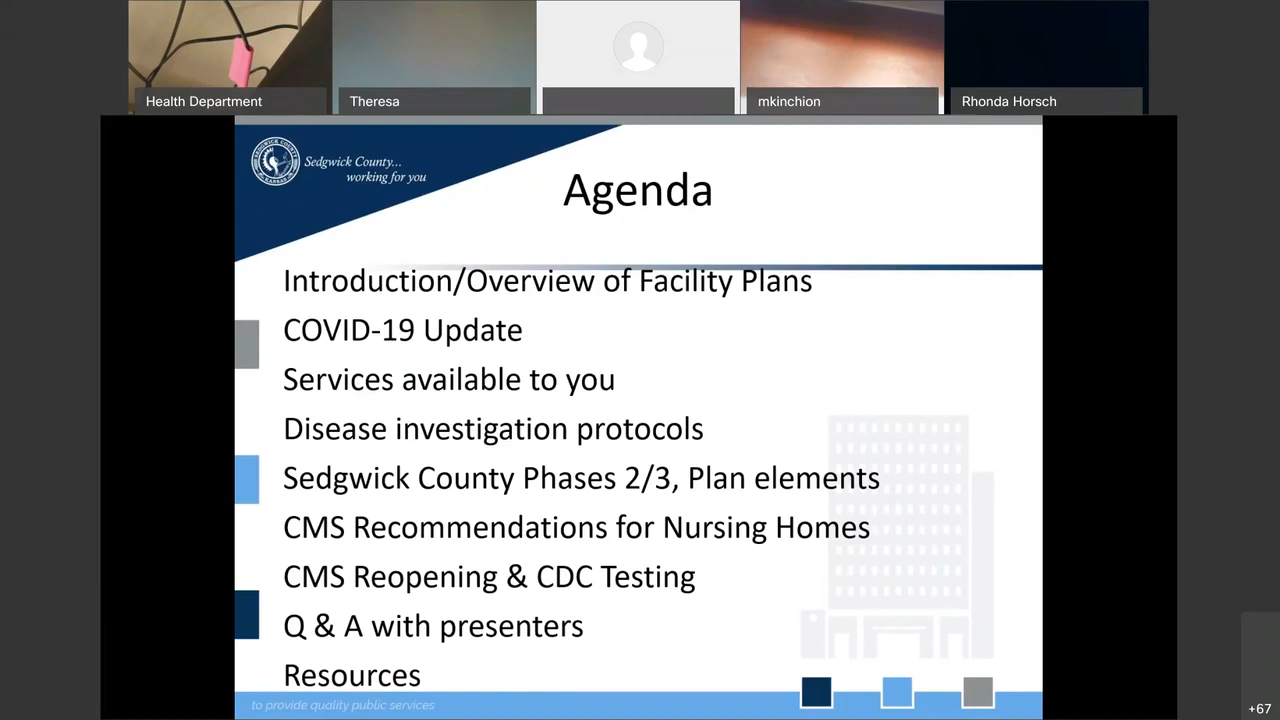 Health Department
Theresa
mkinchion
Rhonda Horsch
Sedgwick County...
working for you
Agenda
Introduction/Overview of Facility Plans
COVID-19 Update
Services available to you
Disease investigation protocols
Sedgwick County Phases 2/3, Plan elements
CMS Recommendations for Nursing Homes
CMS Reopening & CDC Testing
Q & A with presenters
Resources
to provide quality public services
+67